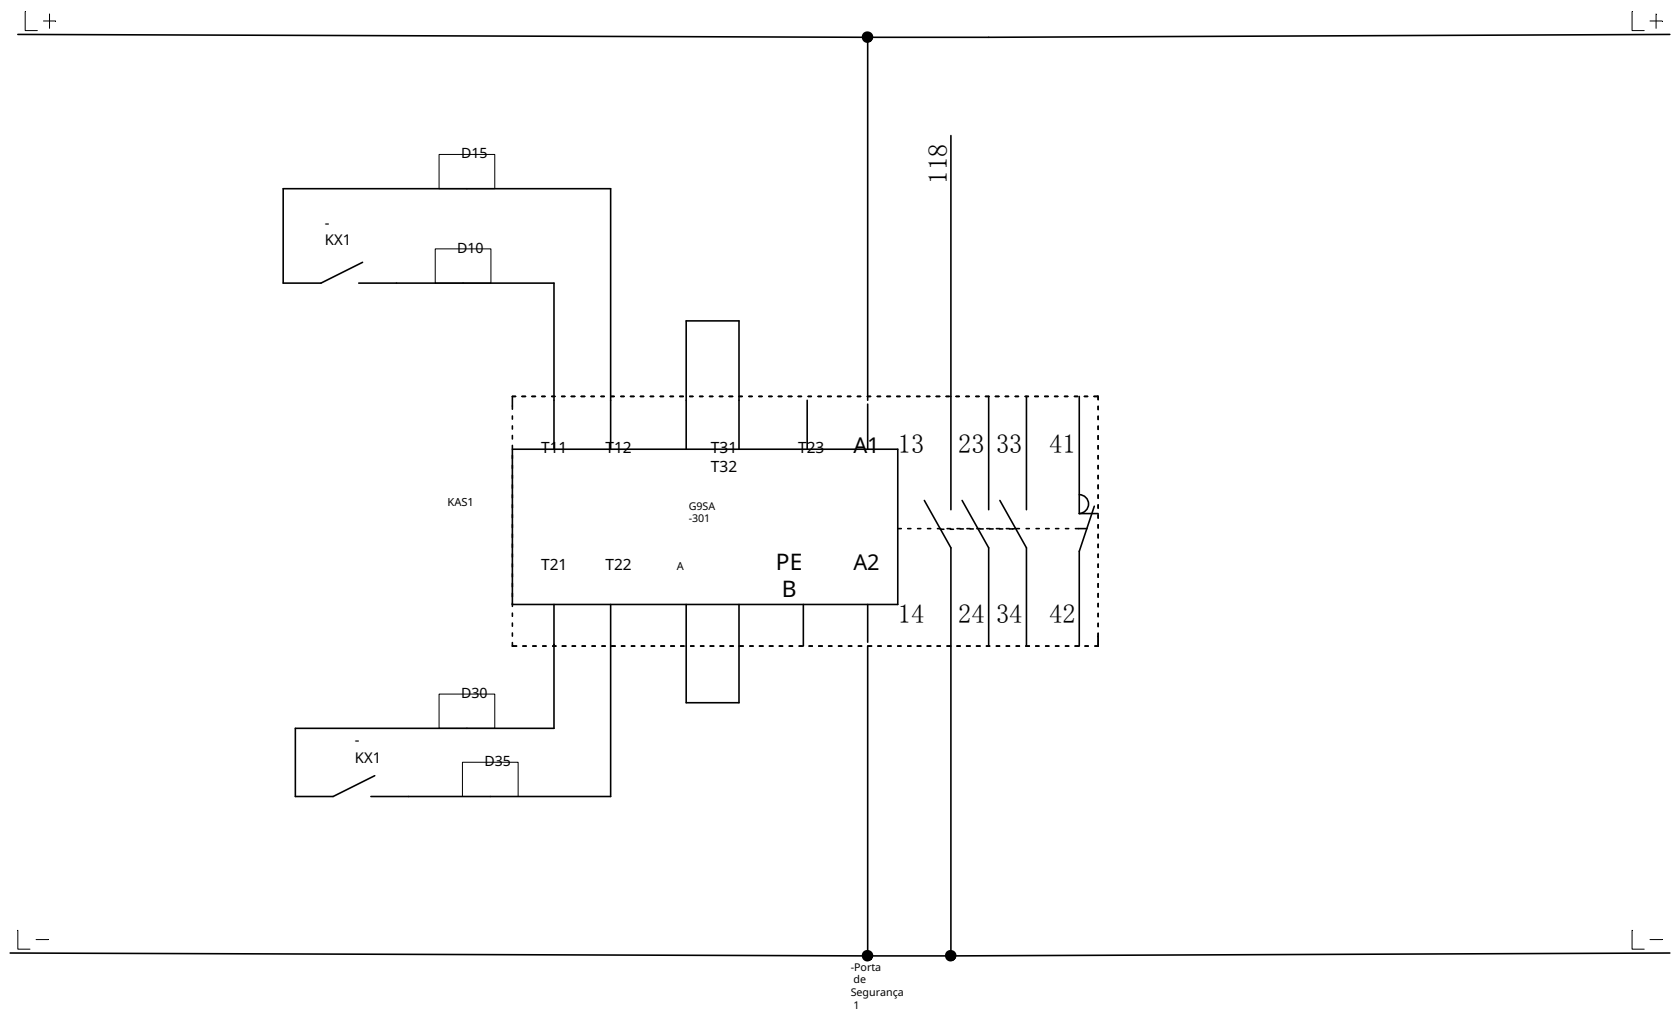 L+ L+
118
D15
-
KX1
D10
T11 T12 T31 T23 A1 13 23 33 41
T32
KAS1
G9SA
-301
T21 T22 A PE A2
B
14 24 34 42
D30
-
KX1
D35
L- L-
-Porta
de
Segurança
1